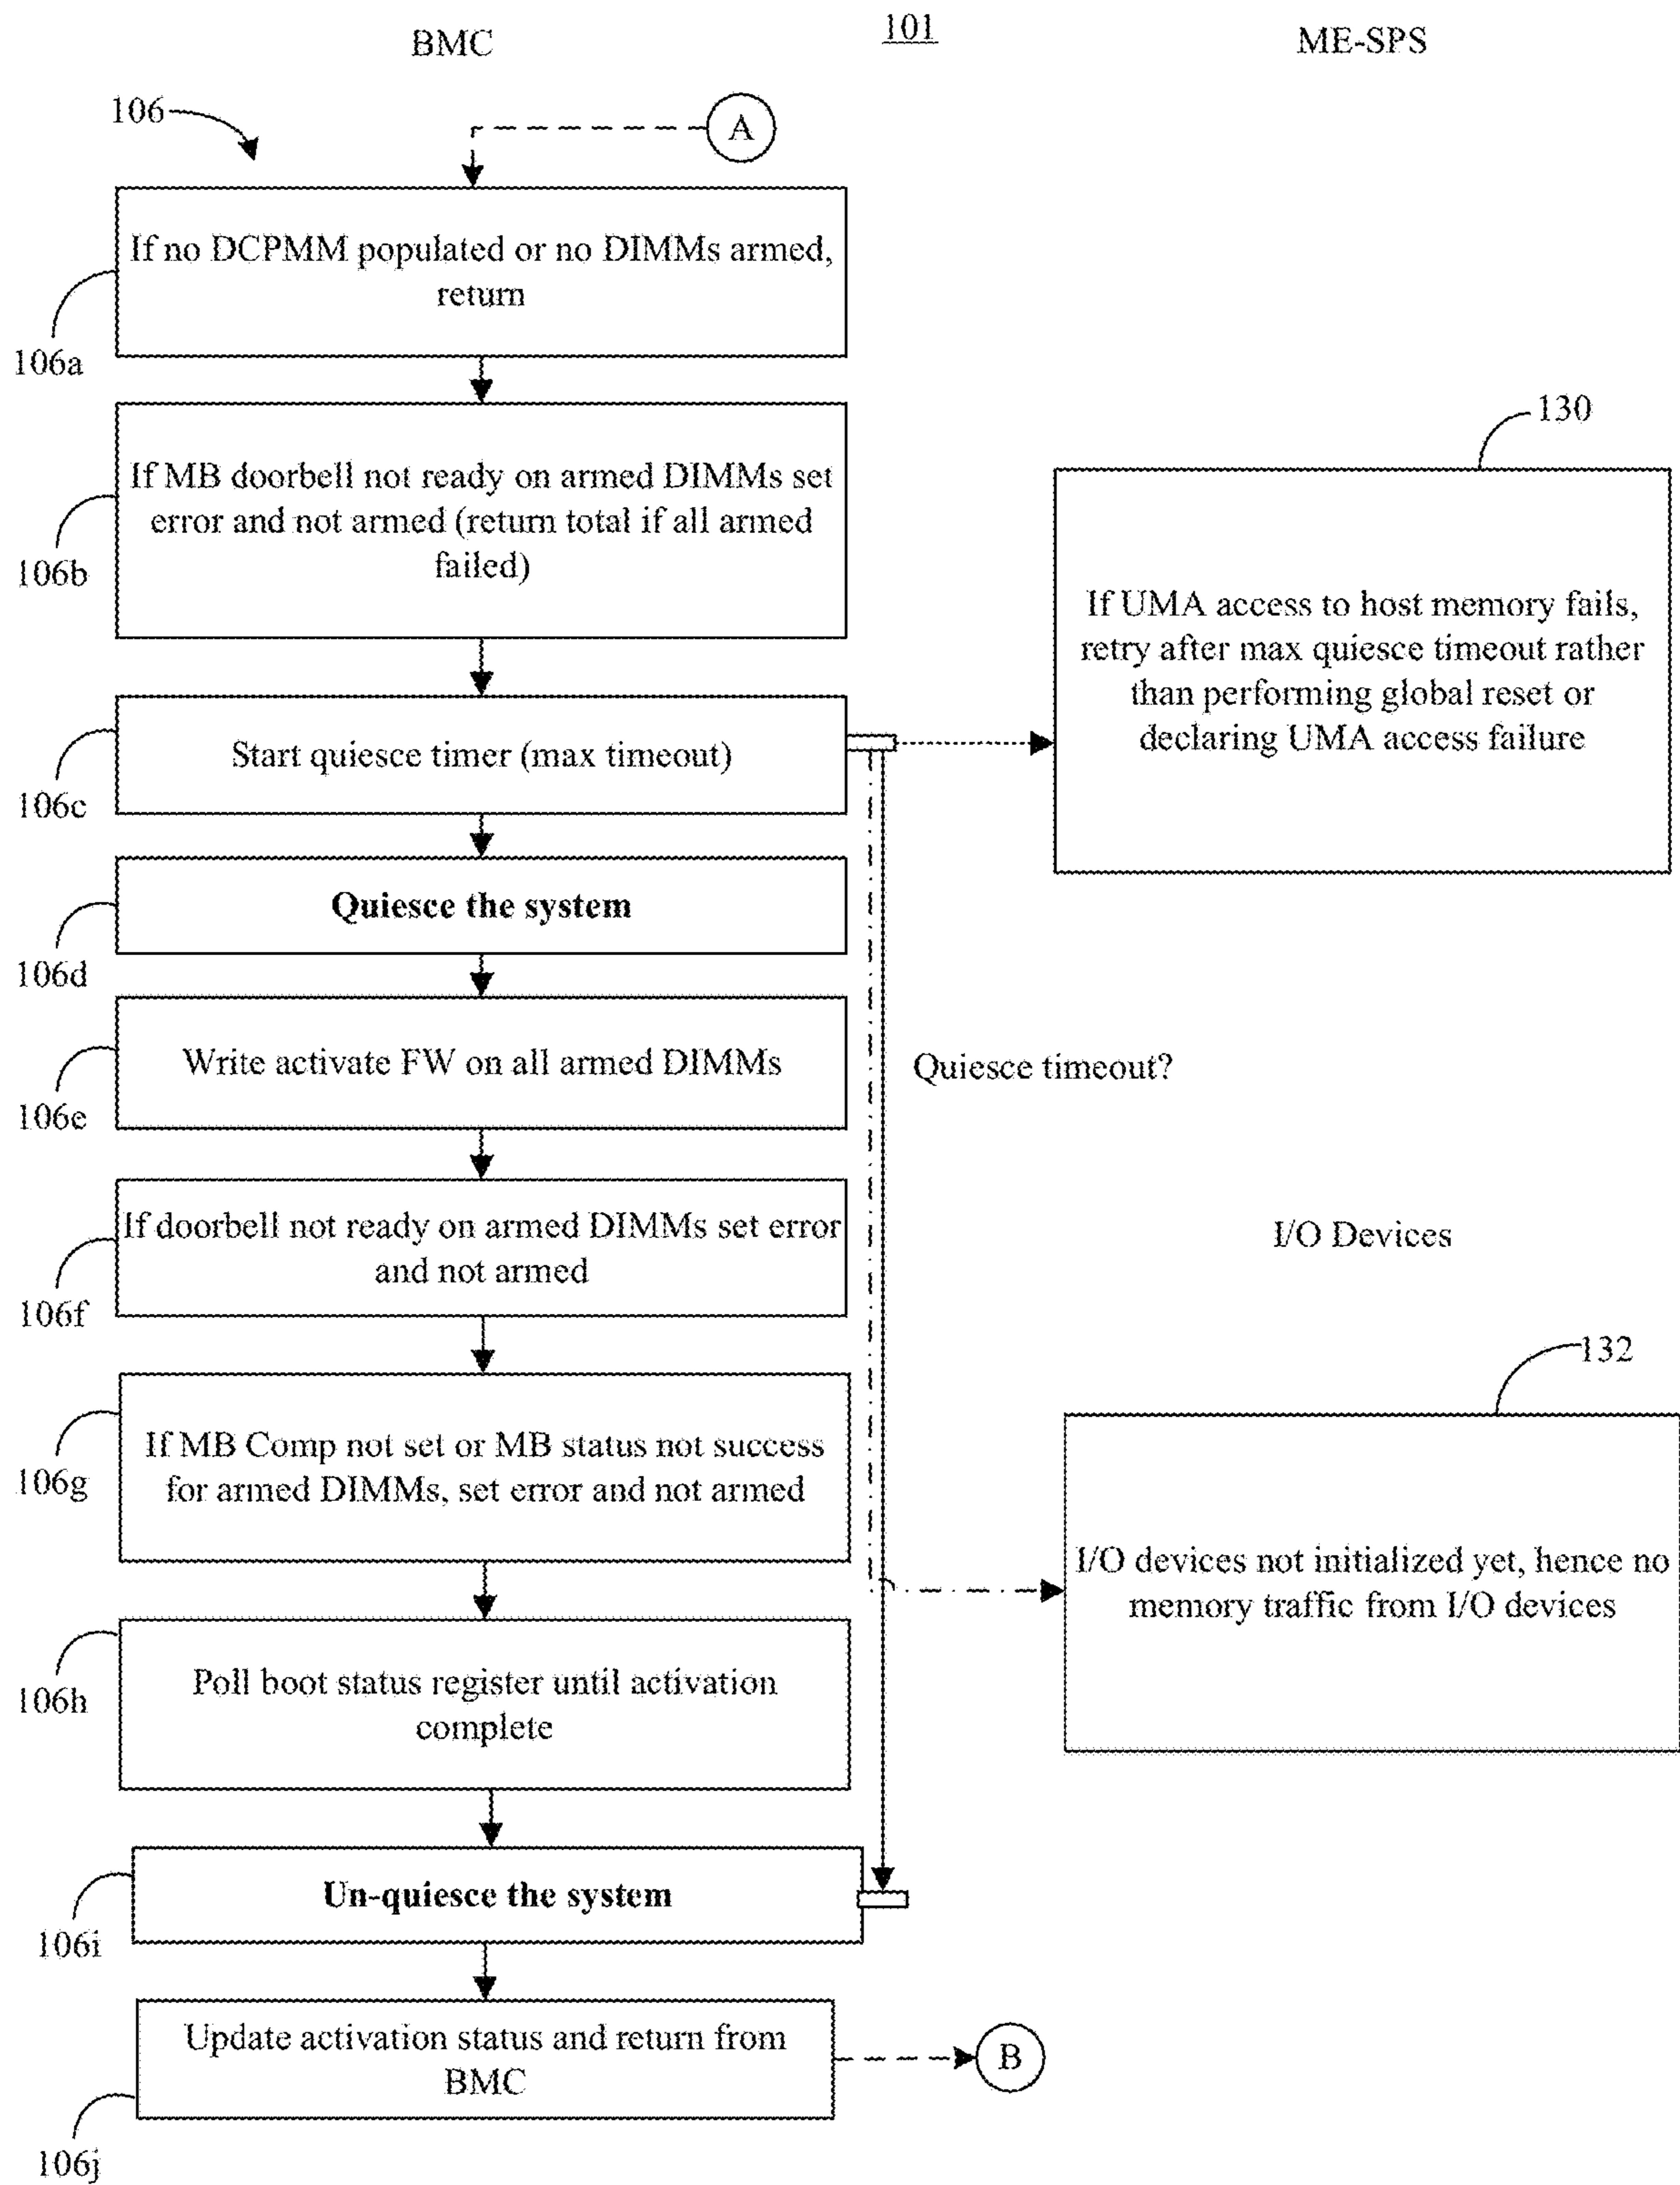 BMC
101
ME-SPS
106
A
If no DCPMM populated or no DIMMs armed,
return
106a
If MB doorbell not ready on armed DIMMs set
error and not armed (return total if all armed
failed)
106b
130
If UMA access to host memory fails,
retry after max quiesce timeout rather
than performing global reset or
declaring UMA access failure
Start quiesce timer (max timeout)
106c
Quiesce the system
106d
Write activate FW on all armed DIMMs
106e
Quiesce timeout?
If doorbell not ready on armed DIMMs set error
and not armed
106f
I/O Devices
132
If MB Comp not set or MB status not success
for armed DIMMs, set error and not armed
106g
I/O devices not initialized yet, hence no
memory traffic from I/O devices
Poll boot status register until activation
complete
106h
Un-quiesce the system
106i
Update activation status and return from
BMC
106j
B